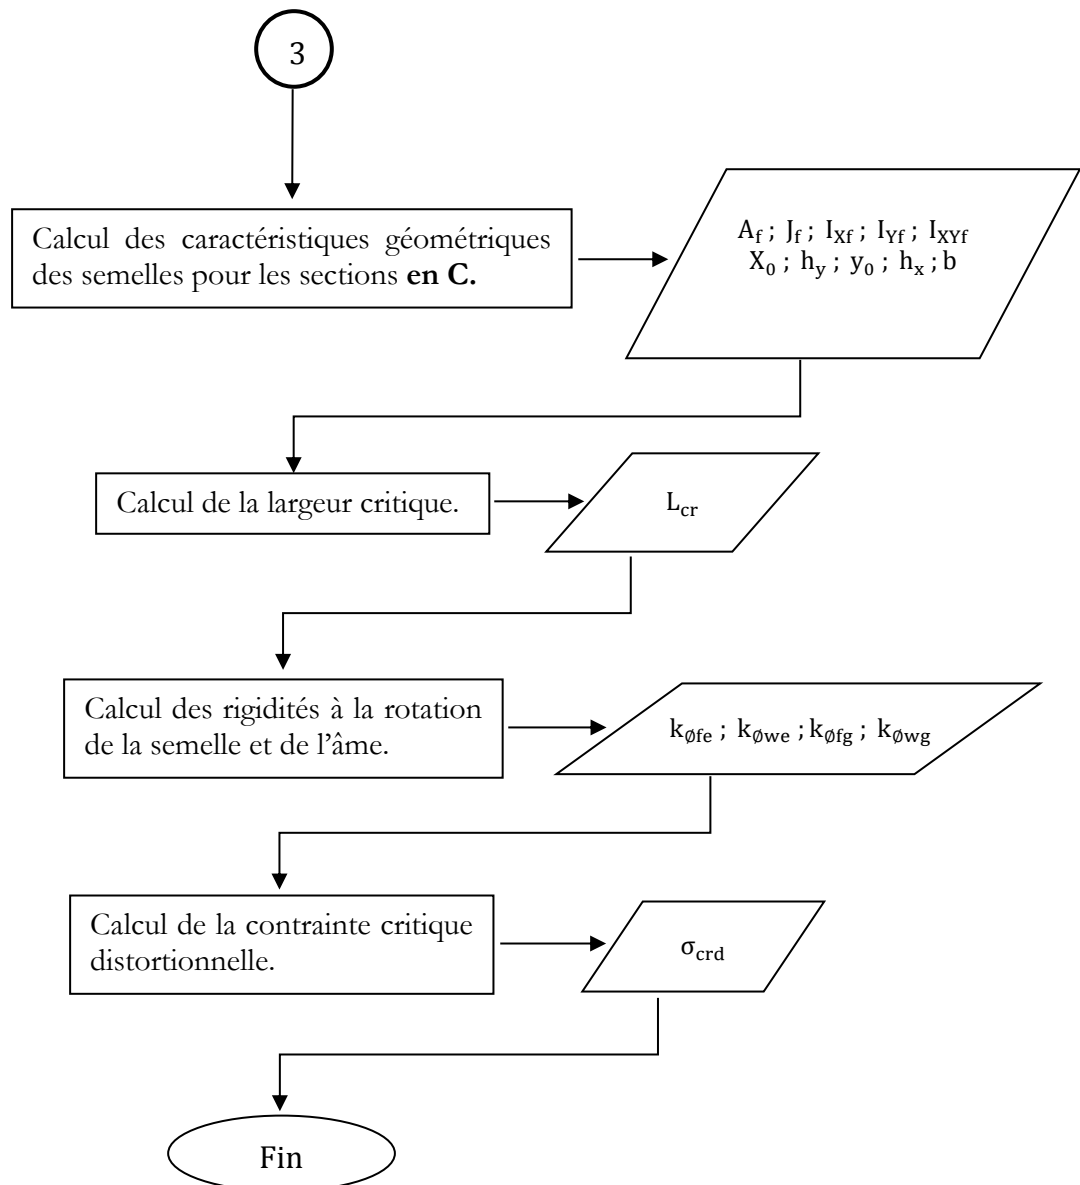 3
Calcul des caractéristiques géométriques
des semelles pour les sections en C.
A_f ; J_f ; I_Xf ; I_Yf ; I_XYf
X_0 ; h_y ; y_0 ; h_x ; b
Calcul de la largeur critique.
L_cr
Calcul des rigidités à la rotation
de la semelle et de l’âme.
k_Øfe ; k_Øwe ; k_Øfg ; k_Øwg
Calcul de la contrainte critique
distortionnelle.
σ_crd
Fin